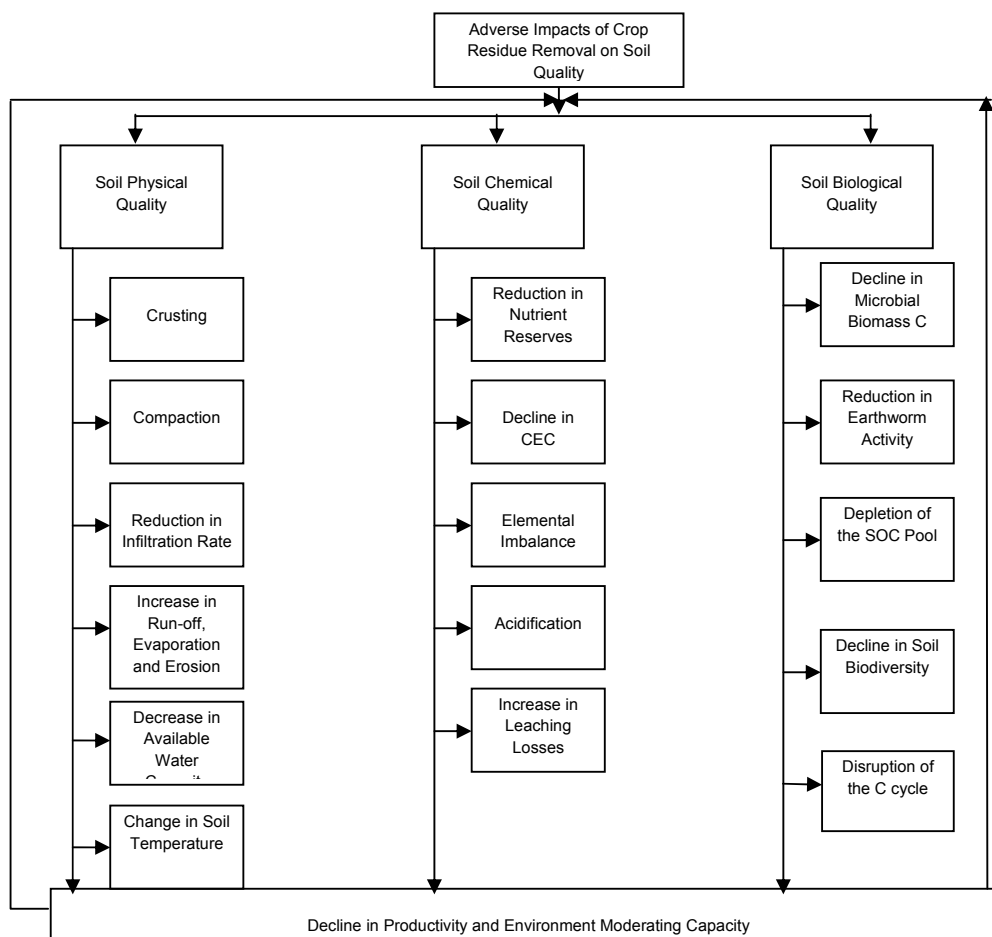 Adverse Impacts of Crop
Residue Removal on Soil
Quality
Soil Physical
Quality
Crusting
Compaction
Reduction in
Infiltration Rate
Increase in
Run-off,
Evaporation
and Erosion
Decrease in
Available
Water
Change in Soil
Temperature
Soil Chemical
Quality
Reduction in
Nutrient
Reserves
Decline in
CEC
Elemental
Imbalance
Acidification
Increase in
Leaching
Losses
Soil Biological
Quality
Decline in
Microbial
Biomass C
Reduction in
Earthworm
Activity
Depletion of
the SOC Pool
Decline in Soil
Biodiversity
Disruption of
the C cycle
Decline in Productivity and Environment Moderating Capacity